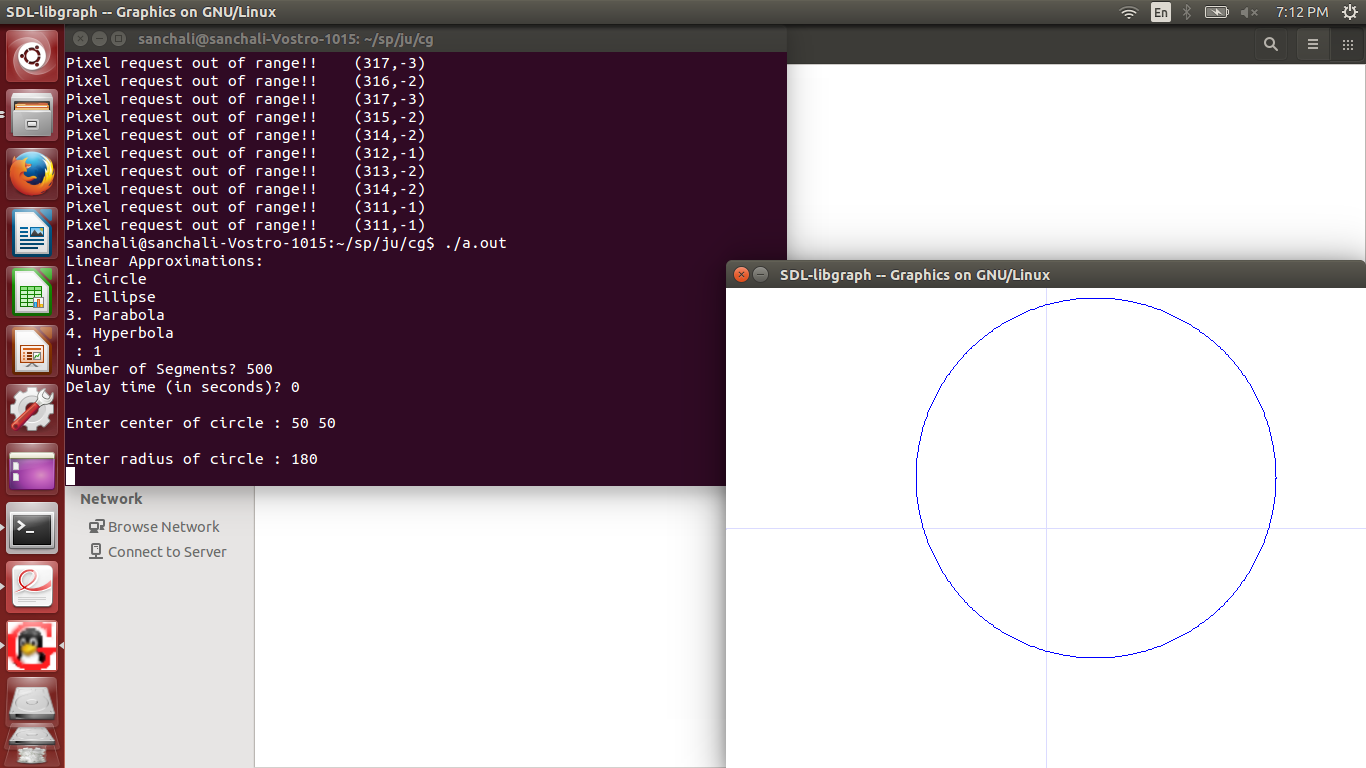 SDL-libgraph -- Graphics on GNU/Linux
En
7:12 PM
sanchali@sanchali-Vostro-1015: ~/sp/ju/cg
Pixel request out of range!!    (317,-3)
Pixel request out of range!!    (316,-2)
Pixel request out of range!!    (317,-3)
Pixel request out of range!!    (315,-2)
Pixel request out of range!!    (314,-2)
Pixel request out of range!!    (312,-1)
Pixel request out of range!!    (313,-2)
Pixel request out of range!!    (314,-2)
Pixel request out of range!!    (311,-1)
Pixel request out of range!!    (311,-1)
sanchali@sanchali-Vostro-1015:~/sp/ju/cg$ ./a.out
Linear Approximations:
1. Circle
2. Ellipse
3. Parabola
4. Hyperbola
 : 1
Number of Segments? 500
Delay time (in seconds)? 0
Enter center of circle : 50 50
Enter radius of circle : 180
Network
Browse Network
Connect to Server
SDL-libgraph -- Graphics on GNU/Linux